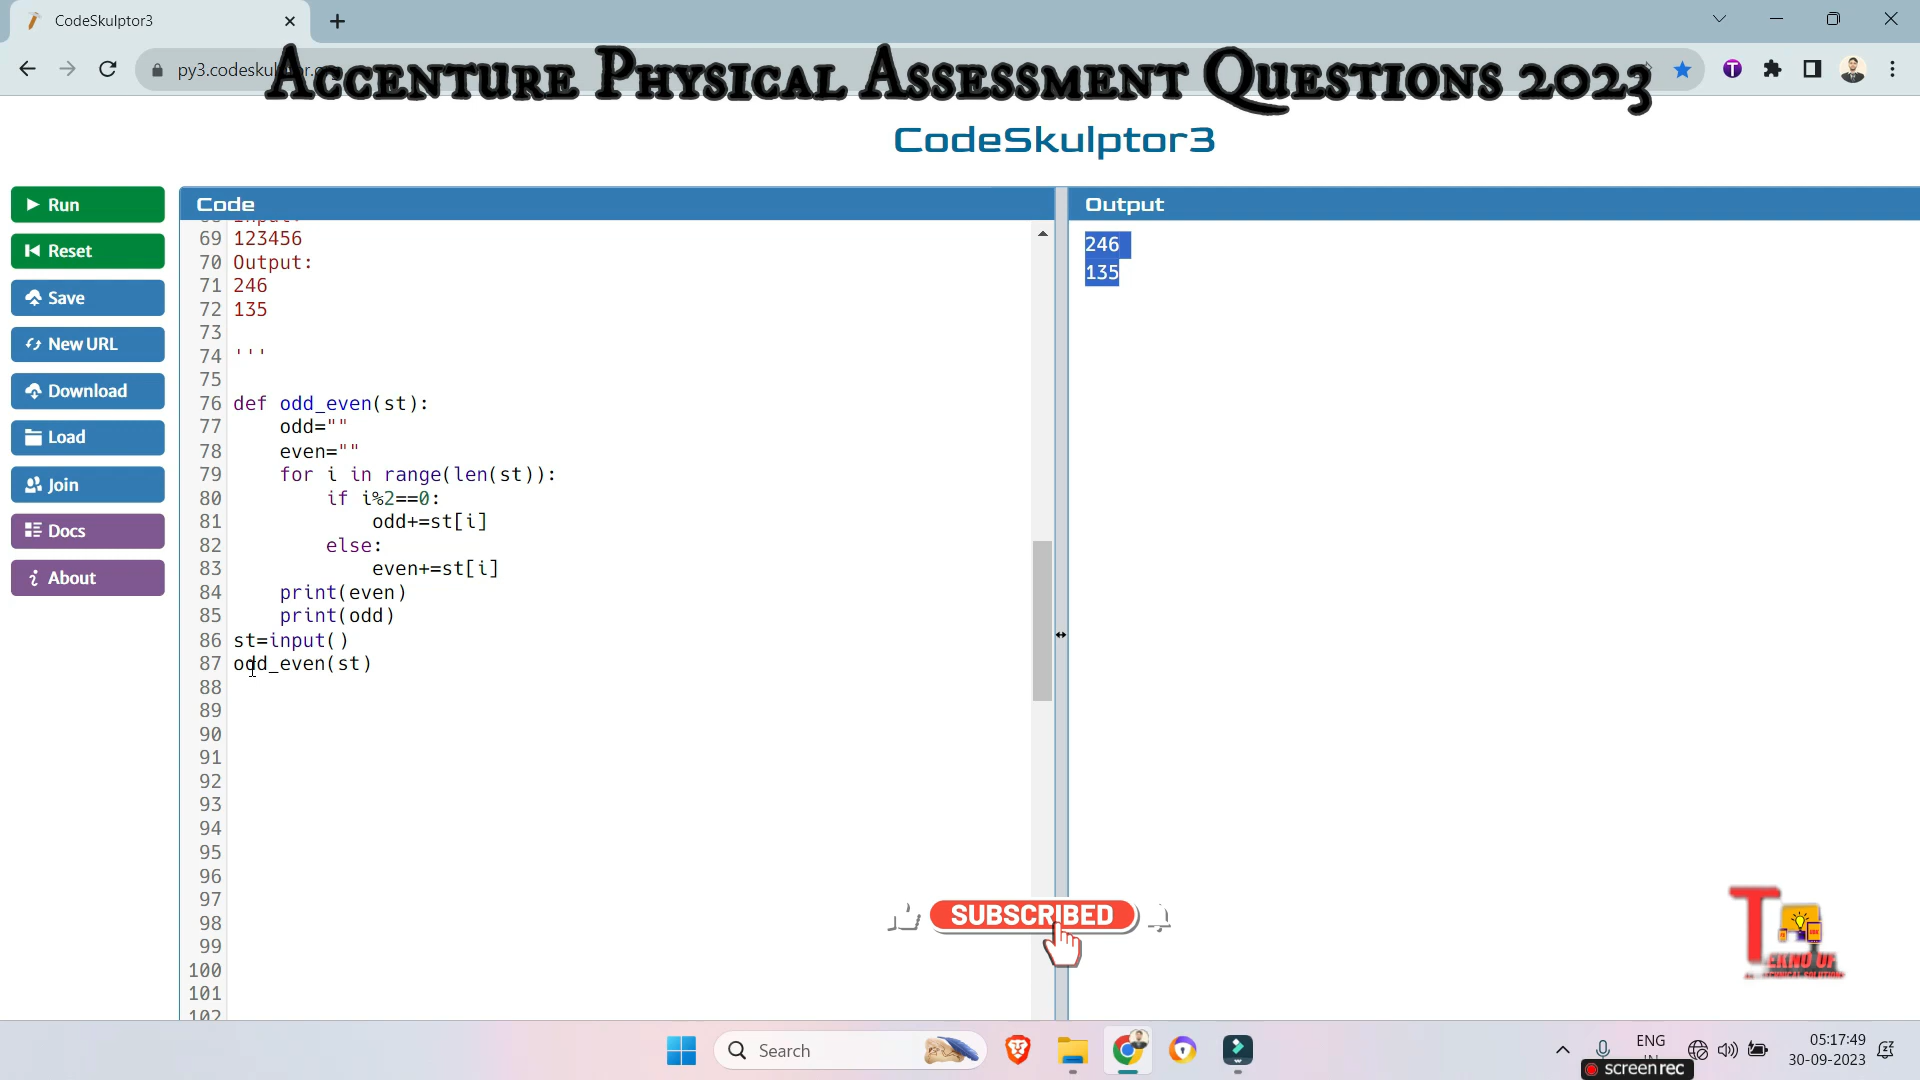 CodeSkulptor3
py3.codeskul
Accenture Physical Assessment Questions 2023
CodeSkulptor3
Run
Reset
Save
New URL
Download
Load
Join
Docs
About
Code
69 123456
70 Output:
71 246
72 135
73
74 '''
75
76 def odd_even(st):
77 odd=""
78 even=""
79 for i in range(len(st)):
80 if i%2==0:
81 odd+=st[i]
82 else:
83 even+=st[i]
84 print(even)
85 print(odd)
86 st=input()
87 odd_even(st)
88
89
90
91
92
93
94
95
96
97
98
99
100
101
102
Output
246
135
SUBSCRIBED
Search
ENG
05:17:49
30-09-2023
screenrec